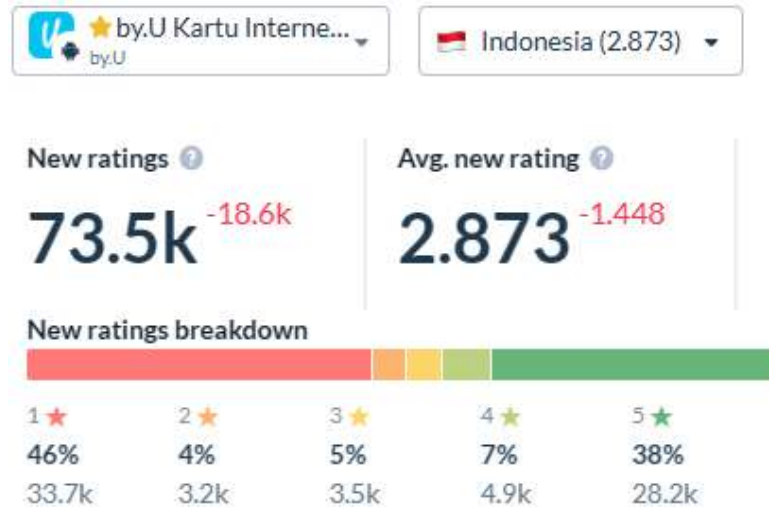 by.U Kartu Interne...
by.U
Indonesia (2.873)
New ratings ?
Avg. new rating ?
73.5k -18.6k
2.873 -1.448
New ratings breakdown
1 ★ 2 ★ 3 ★ 4 ★ 5 ★
46% 4% 5% 7% 38%
33.7k 3.2k 3.5k 4.9k 28.2k